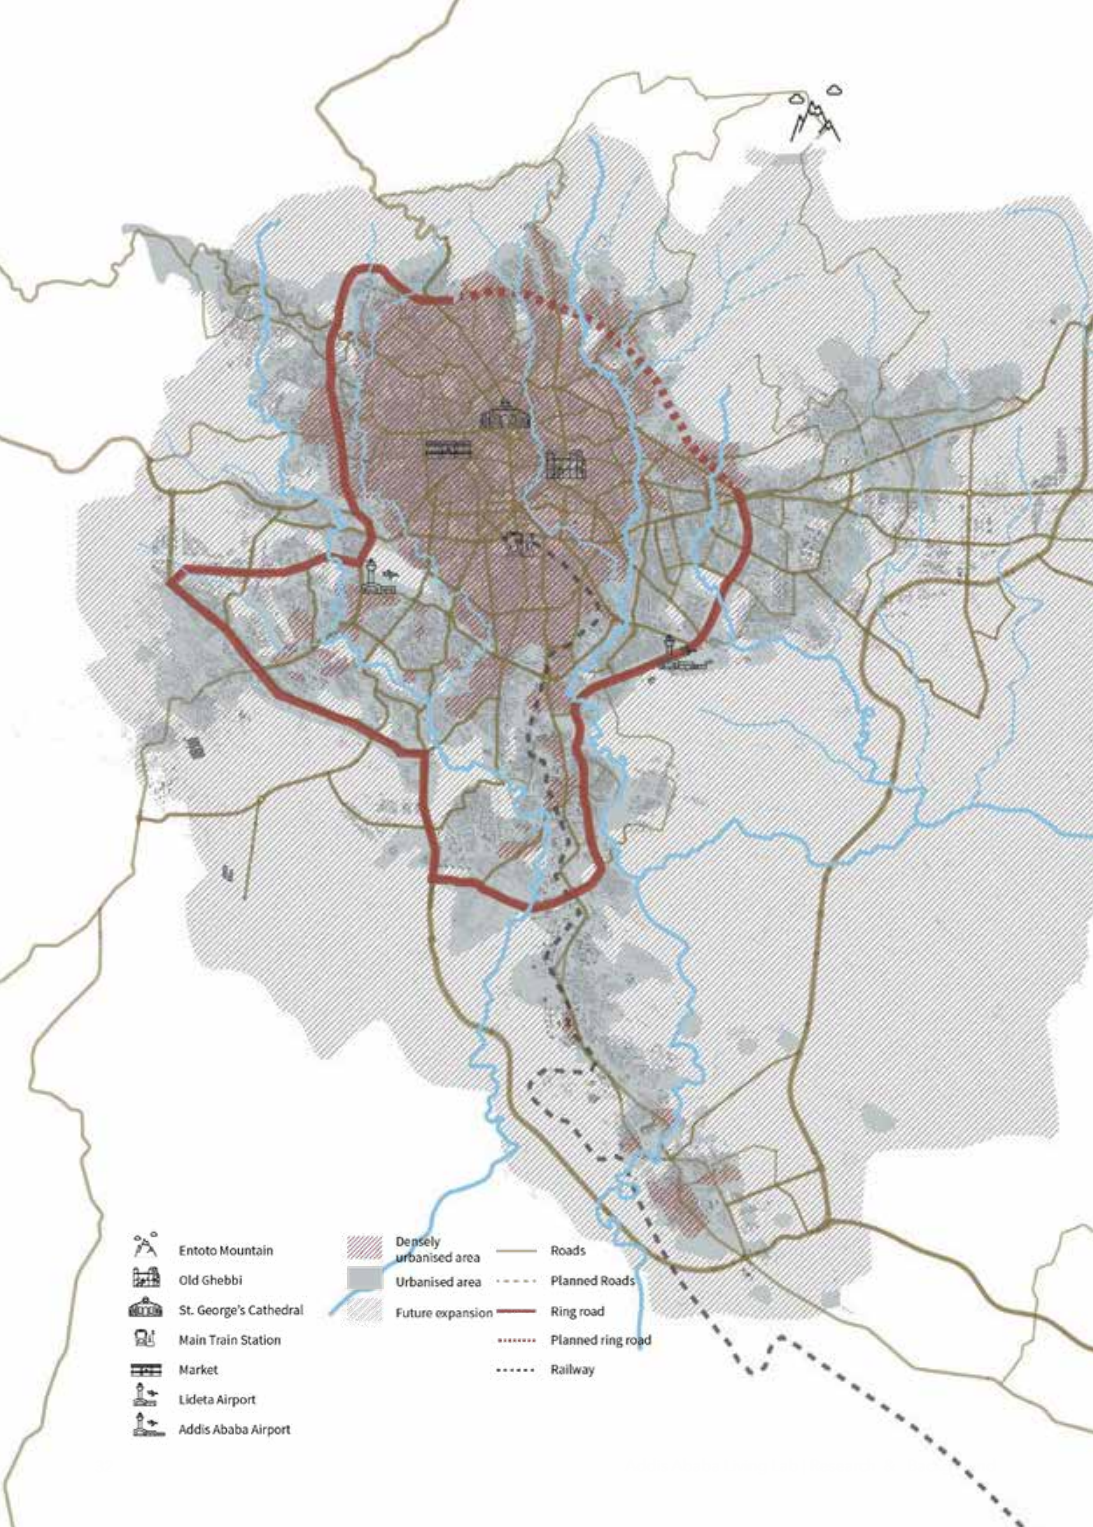 Entoto Mountain
Old Ghebbi
St. George's Cathedral
Main Train Station
Market
Lideta Airport
Addis Ababa Airport
Densely
urbanised area
Urbanised area
Future expansion
Roads
Planned Roads
Ring road
Planned ring road
Railway